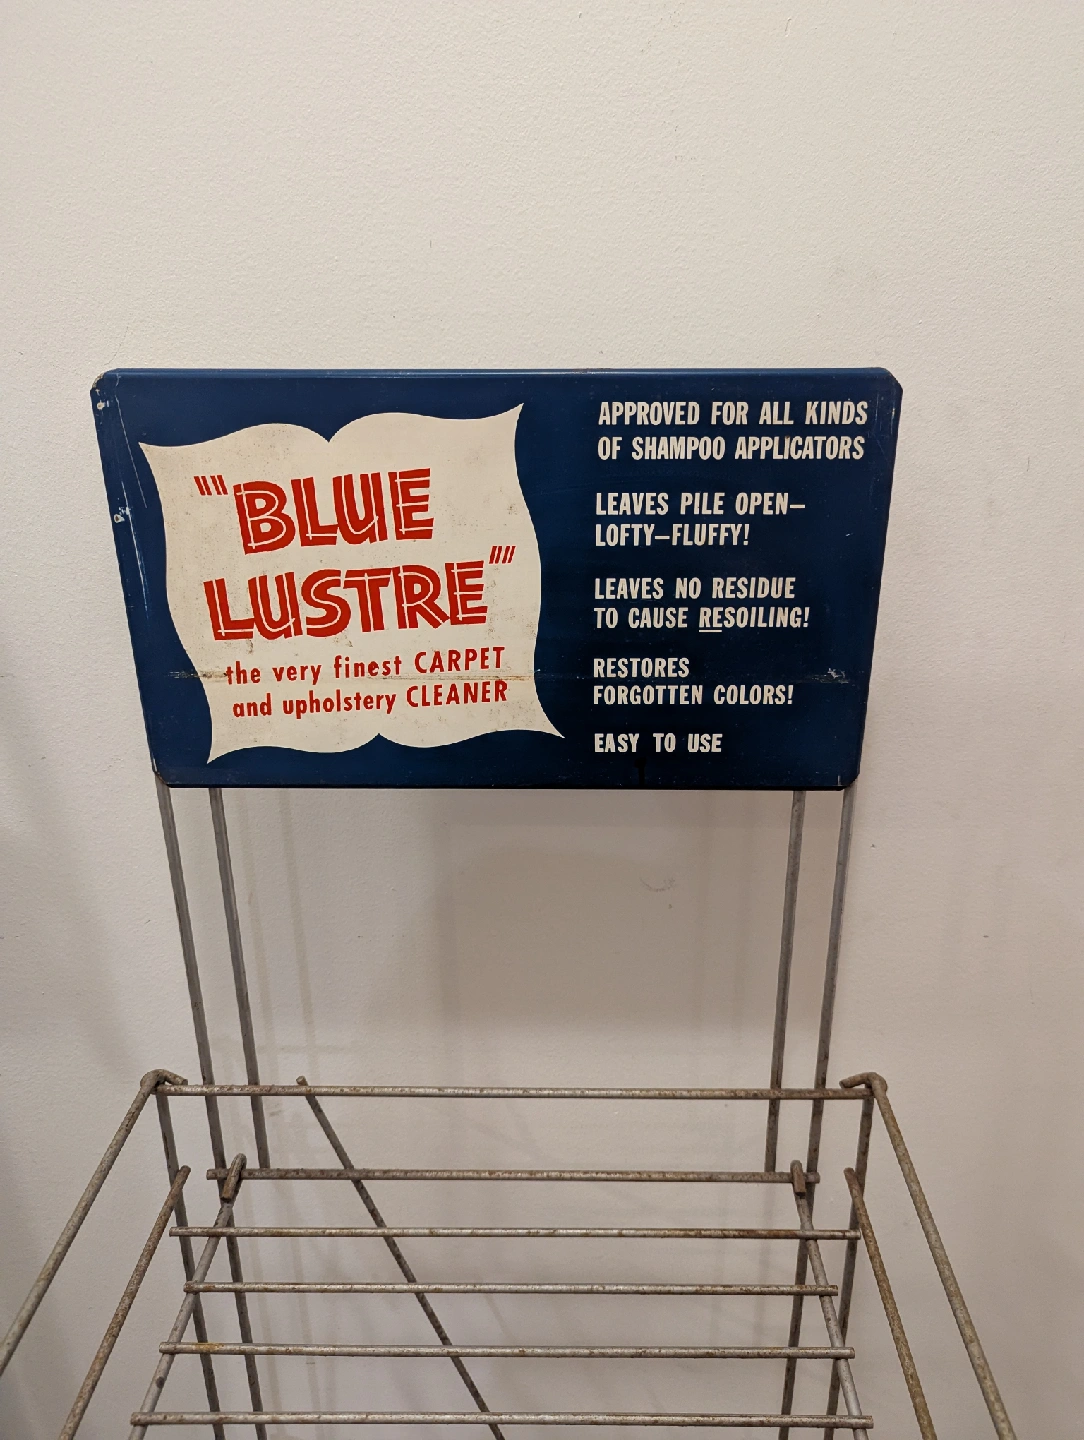 ""BLUE
LUSTRE""
the very finest CARPET
and upholstery CLEANER
APPROVED FOR ALL KINDS
OF SHAMPOO APPLICATORS
LEAVES PILE OPEN—
LOFTY—FLUFFY!
LEAVES NO RESIDUE
TO CAUSE RESOILING!
RESTORES
FORGOTTEN COLORS!
EASY TO USE